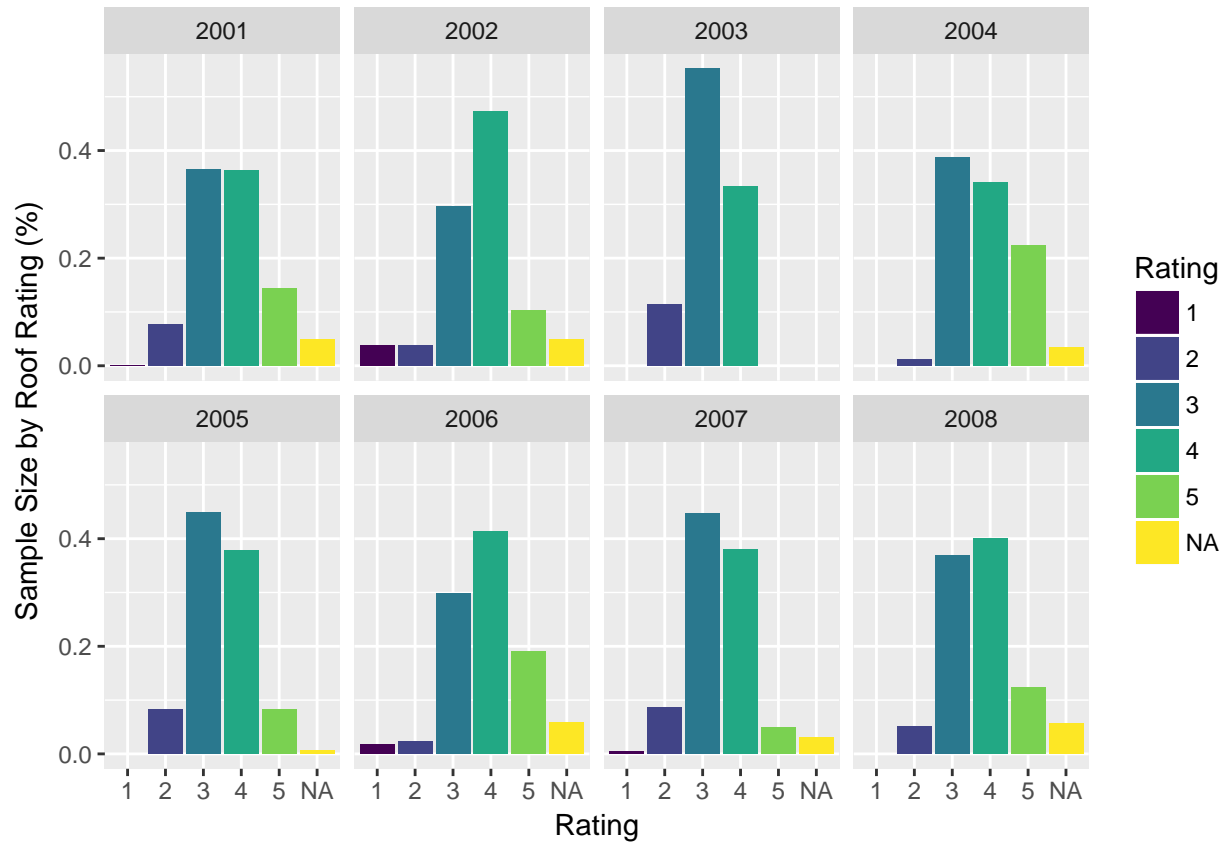 2001 2002 2003 2004
0.4
0.2
0.0
2005 2006 2007 2008
0.4
0.2
0.0
1 2 3 4 5 NA 1 2 3 4 5 NA 1 2 3 4 5 NA 1 2 3 4 5 NA
Rating
Sample Size by Roof Rating (%)
Rating
1
2
3
4
5
NA